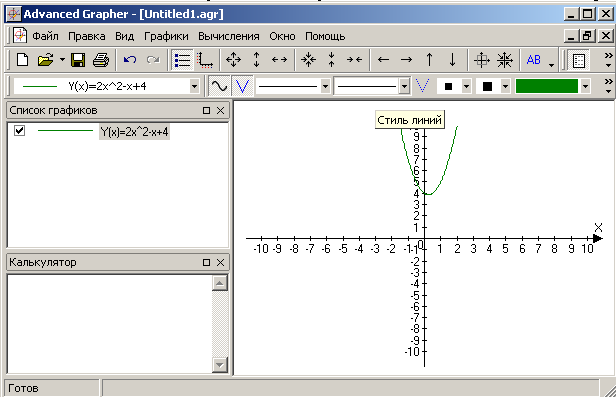 Advanced Grapher - [Untitled1.agr]
Файл Правка Вид Графики Вычисления Окно Помощь
AB
Y(x)=2x^2-x+4
Список графиков
Y(x)=2x^2-x+4
Калькулятор
Готов
Стиль линий
9
8
7
6
5
4
3
2
1
X
-10 -9 -8 -7 -6 -5 -4 -3 -2 -1 0 1 2 3 4 5 6 7 8 9 10
-1
-2
-3
-4
-5
-6
-7
-8
-9
-10